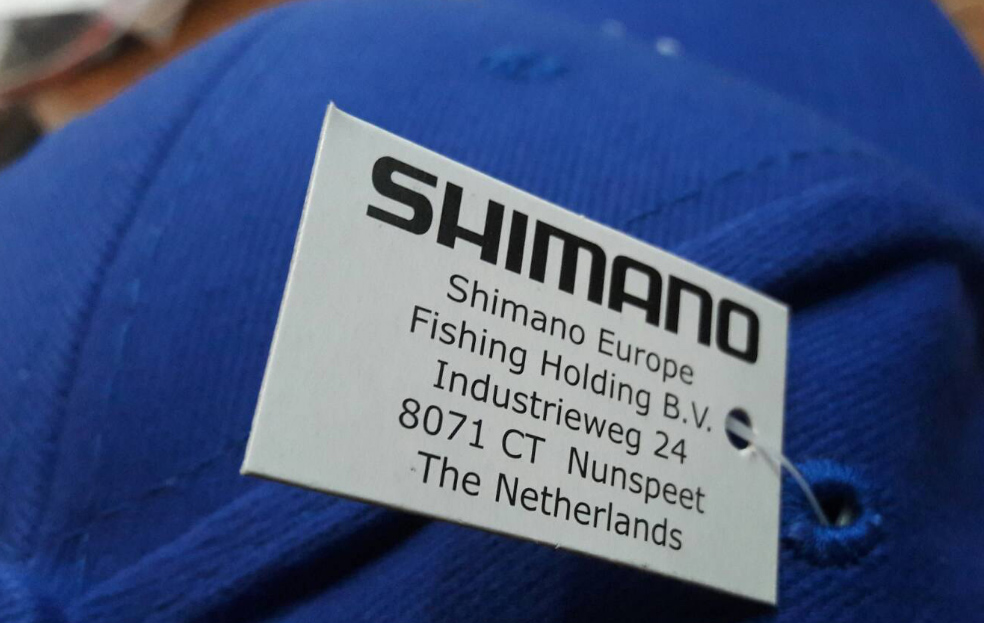 SHIMANO
Shimano Europe
Fishing Holding B.V.
Industrieweg 24
8071 CT Nunspeet
The Netherlands